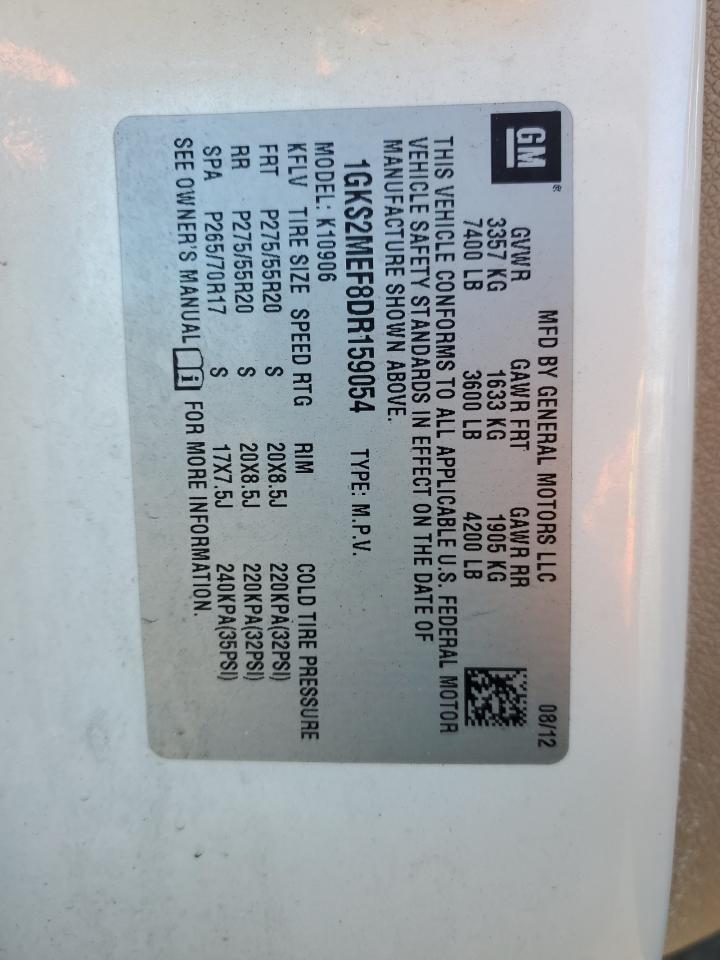 GM®
MFD BY GENERAL MOTORS LLC 08/12
GVWR GAWR FRT GAWR RR
3357 KG 1633 KG 1905 KG
7400 LB 3600 LB 4200 LB
THIS VEHICLE CONFORMS TO ALL APPLICABLE U.S. FEDERAL MOTOR
VEHICLE SAFETY STANDARDS IN EFFECT ON THE DATE OF
MANUFACTURE SHOWN ABOVE.
1GKS2MEF8DR159054 TYPE: M.P.V.
MODEL: K10906
KFLV TIRE SIZE SPEED RTG RIM COLD TIRE PRESSURE
FRT P275/55R20 S 20X8.5J 220KPA(32PSI)
RR P275/55R20 S 20X8.5J 220KPA(32PSI)
SPA P265/70R17 S 17X7.5J 240KPA(35PSI)
SEE OWNER'S MANUAL i FOR MORE INFORMATION.